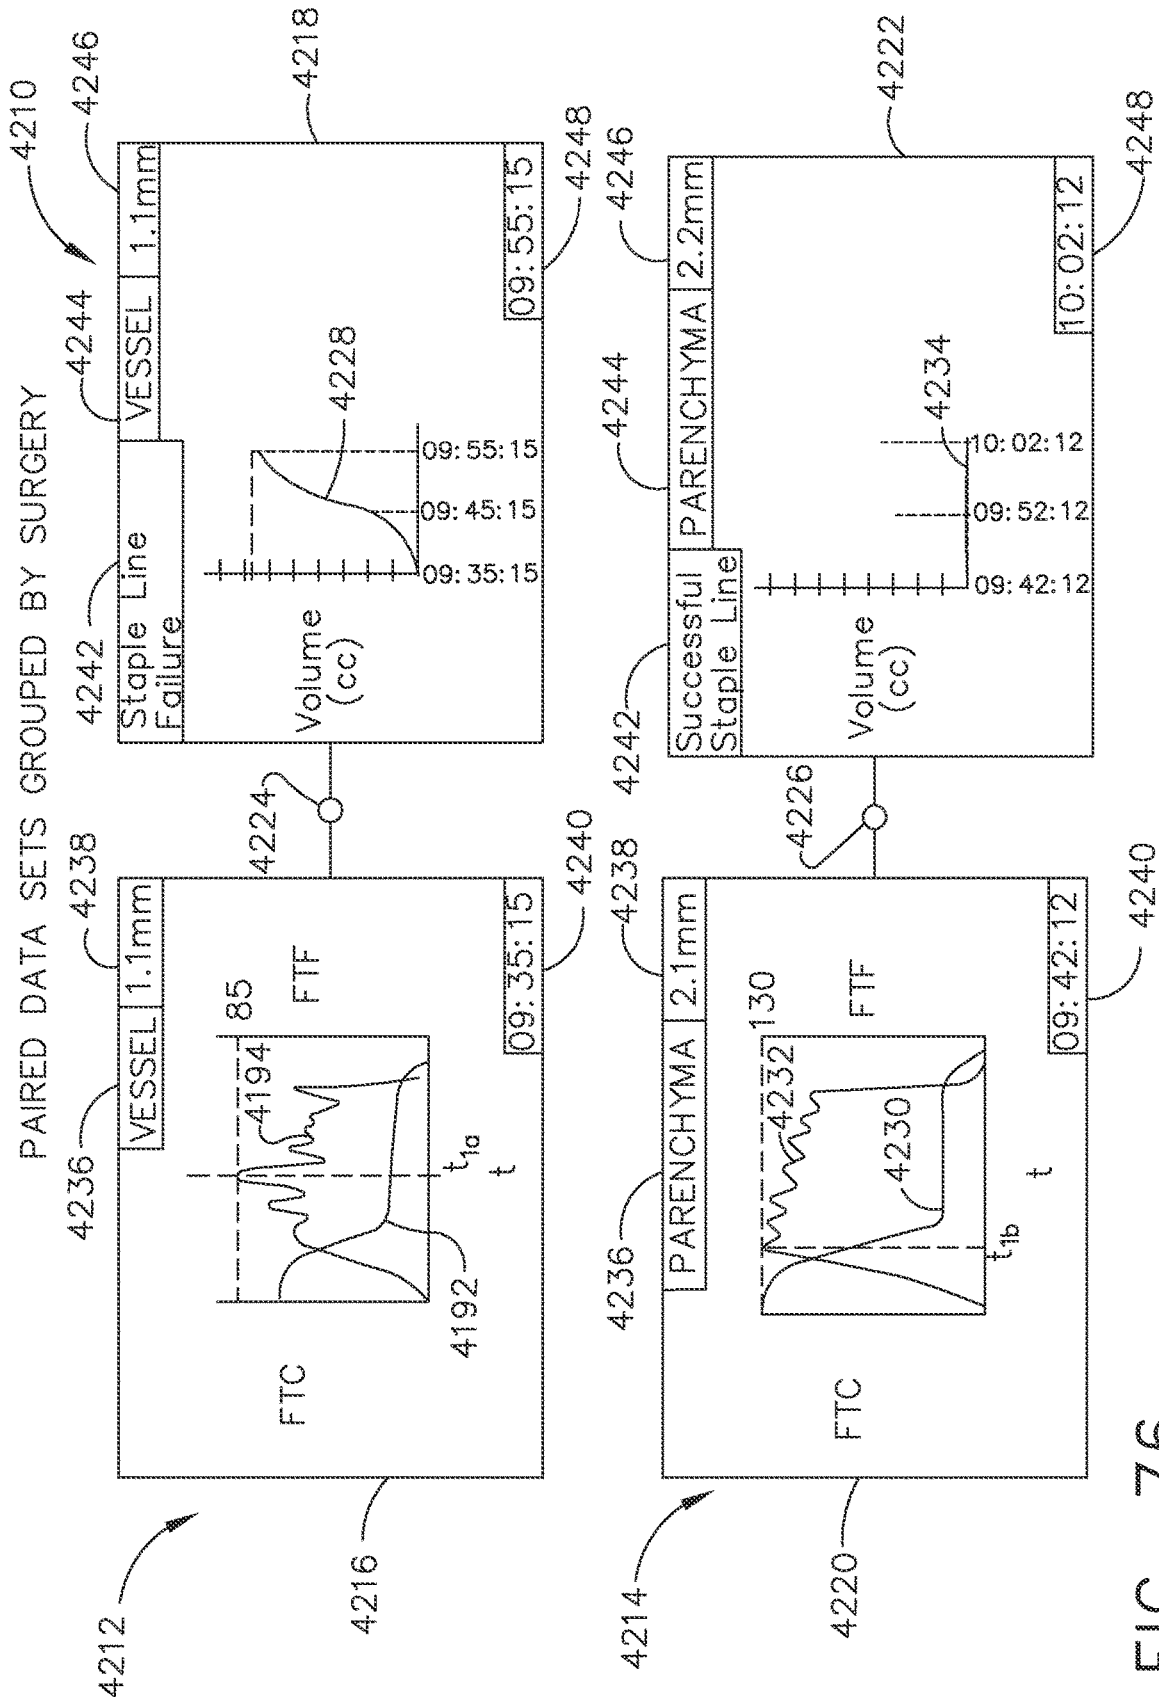 PAIRED DATA SETS GROUPED BY SURGERY
4210
4212
4236
4238
VESSEL 1.1mm
FTC
85
4194
FTF
t1a
t
4192
09:35:15
4240
4216
4224
4242
4244
4246
Staple Line
Failure
VESSEL 1.1mm
Volume
(cc)
4228
09:35:15
09:45:15
09:55:15
09:55:15
4248
4218
4214
4236
4238
PARENCHYMA 2.1mm
FTC
130
4232
FTF
4230
t1b
t
09:42:12
4240
4220
4226
4242
4244
4246
Successful
Staple Line
PARENCHYMA 2.2mm
Volume
(cc)
4234
09:42:12
09:52:12
10:02:12
10:02:12
4248
4222
FIG. 76